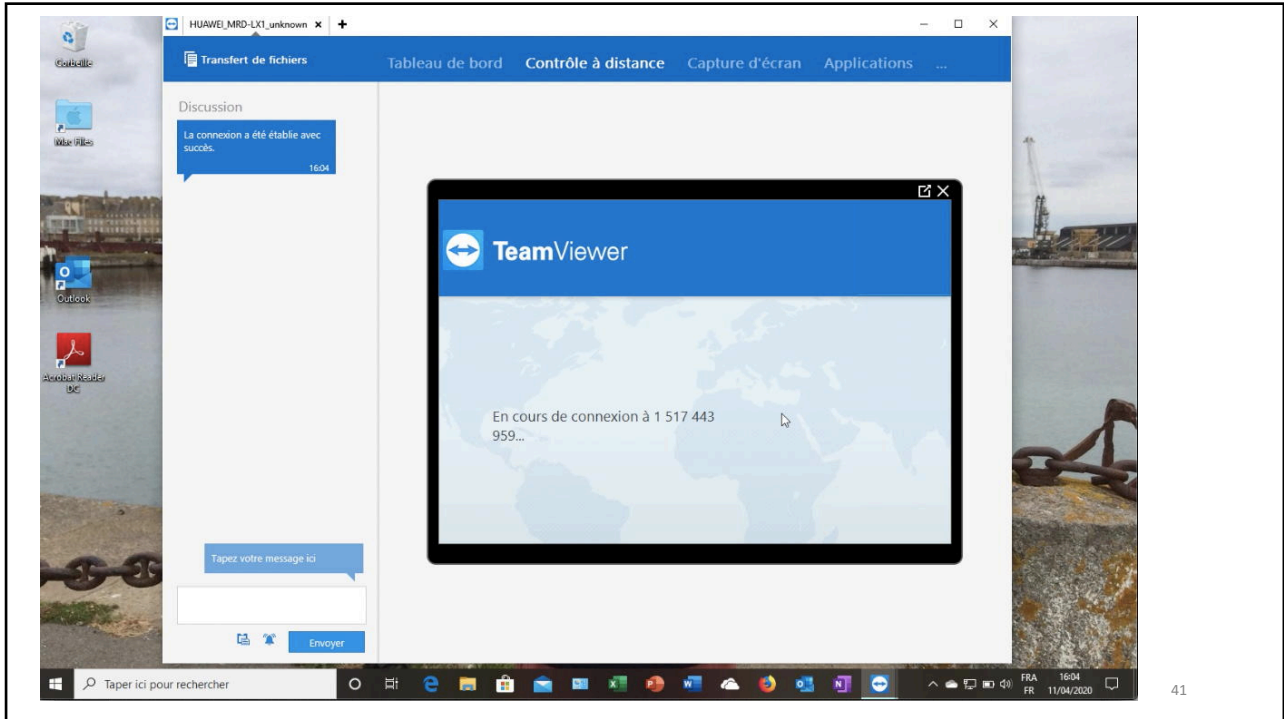 HUAWEI_MRD-LX1_unknown
Transfert de fichiers
Tableau de bord Contrôle à distance Capture d'écran Applications ...
Discussion
La connexion a été établie avec
succès.
16:04
TeamViewer
En cours de connexion à 1 517 443
959...
Tapez votre message ici
Envoyer
Corbeille
Mac Files
Outlook
Acrobat Reader
DC
Taper ici pour rechercher
FRA 16:04
FR 11/04/2020
41